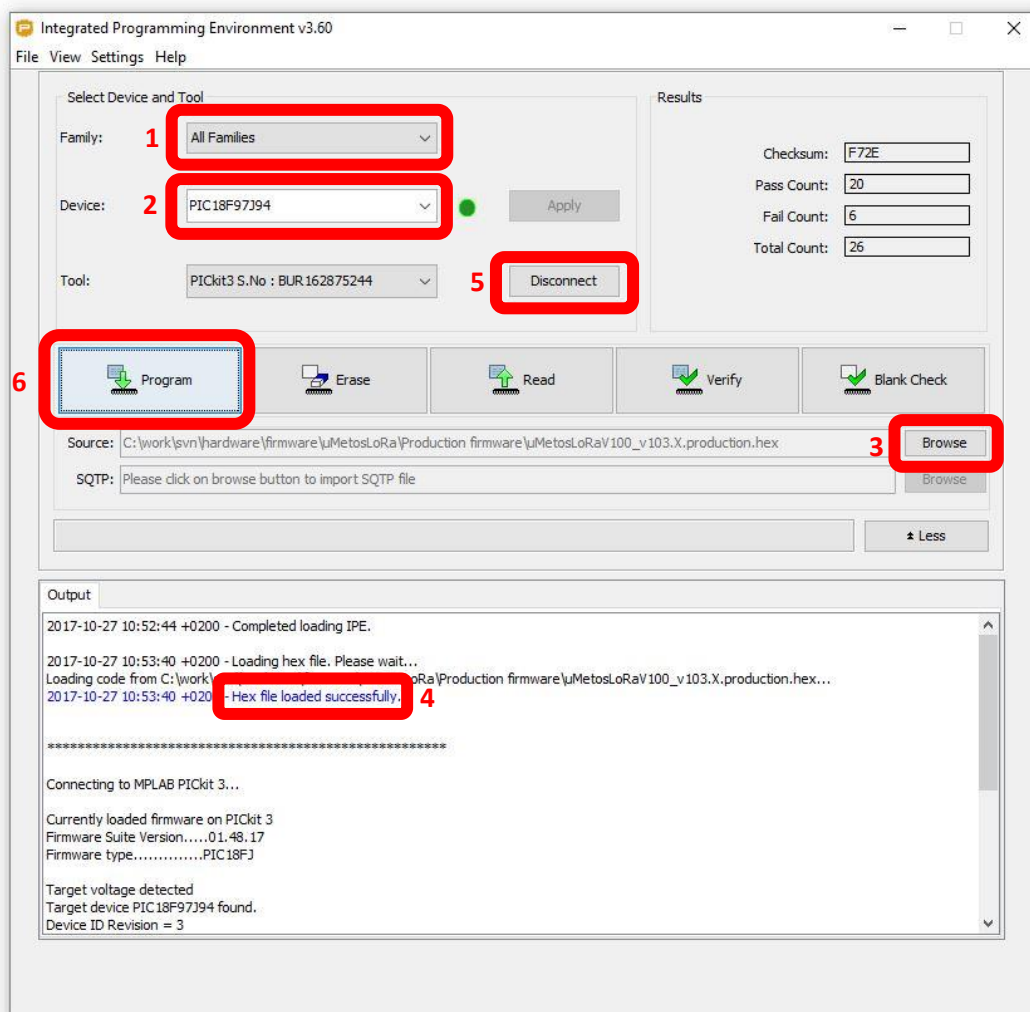 Integrated Programming Environment v3.60
File View Settings Help
Select Device and Tool
Family: 1 All Families
Device: 2 PIC18F97J94 Apply
Tool: PICkit3 S.No : BUR162875244 5 Disconnect
Results
Checksum: F72E
Pass Count: 20
Fail Count: 6
Total Count: 26
6 Program Erase Read Verify Blank Check
Source: C:\work\svn\hardware\firmware\uMetosLoRa\Production firmware\uMetosLoRaV100_v103.X.production.hex 3 Browse
SQTP: Please click on browse button to import SQTP file Browse
Less
Output
2017-10-27 10:52:44 +0200 - Completed loading IPE.
2017-10-27 10:53:40 +0200 - Loading hex file. Please wait...
Loading code from C:\work\ oRa\Production firmware\uMetosLoRaV100_v103.X.production.hex...
2017-10-27 10:53:40 +020 - Hex file loaded successfully. 4
*****************************************************
Connecting to MPLAB PICkit 3...
Currently loaded firmware on PICkit 3
Firmware Suite Version.....01.48.17
Firmware type..............PIC18FJ
Target voltage detected
Target device PIC18F97J94 found.
Device ID Revision = 3